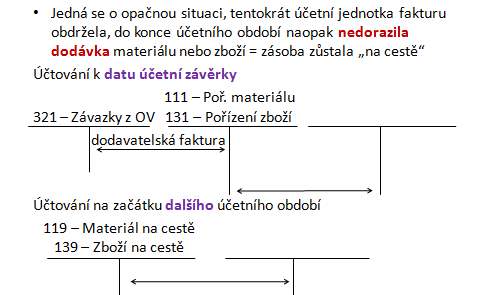 • Jedná se o opačnou situaci, tentokrát účetní jednotka fakturu
obdržela, do konce účetního období naopak nedorazila
dodávka materiálu nebo zboží = zásoba zůstala „na cestě“
Účtování k datu účetní závěrky
111 – Poř. materiálu
321 – Závazky z OV 131 – Pořízení zboží
dodavatelská faktura
Účtování na začátku dalšího účetního období
119 – Materiál na cestě
139 – Zboží na cestě